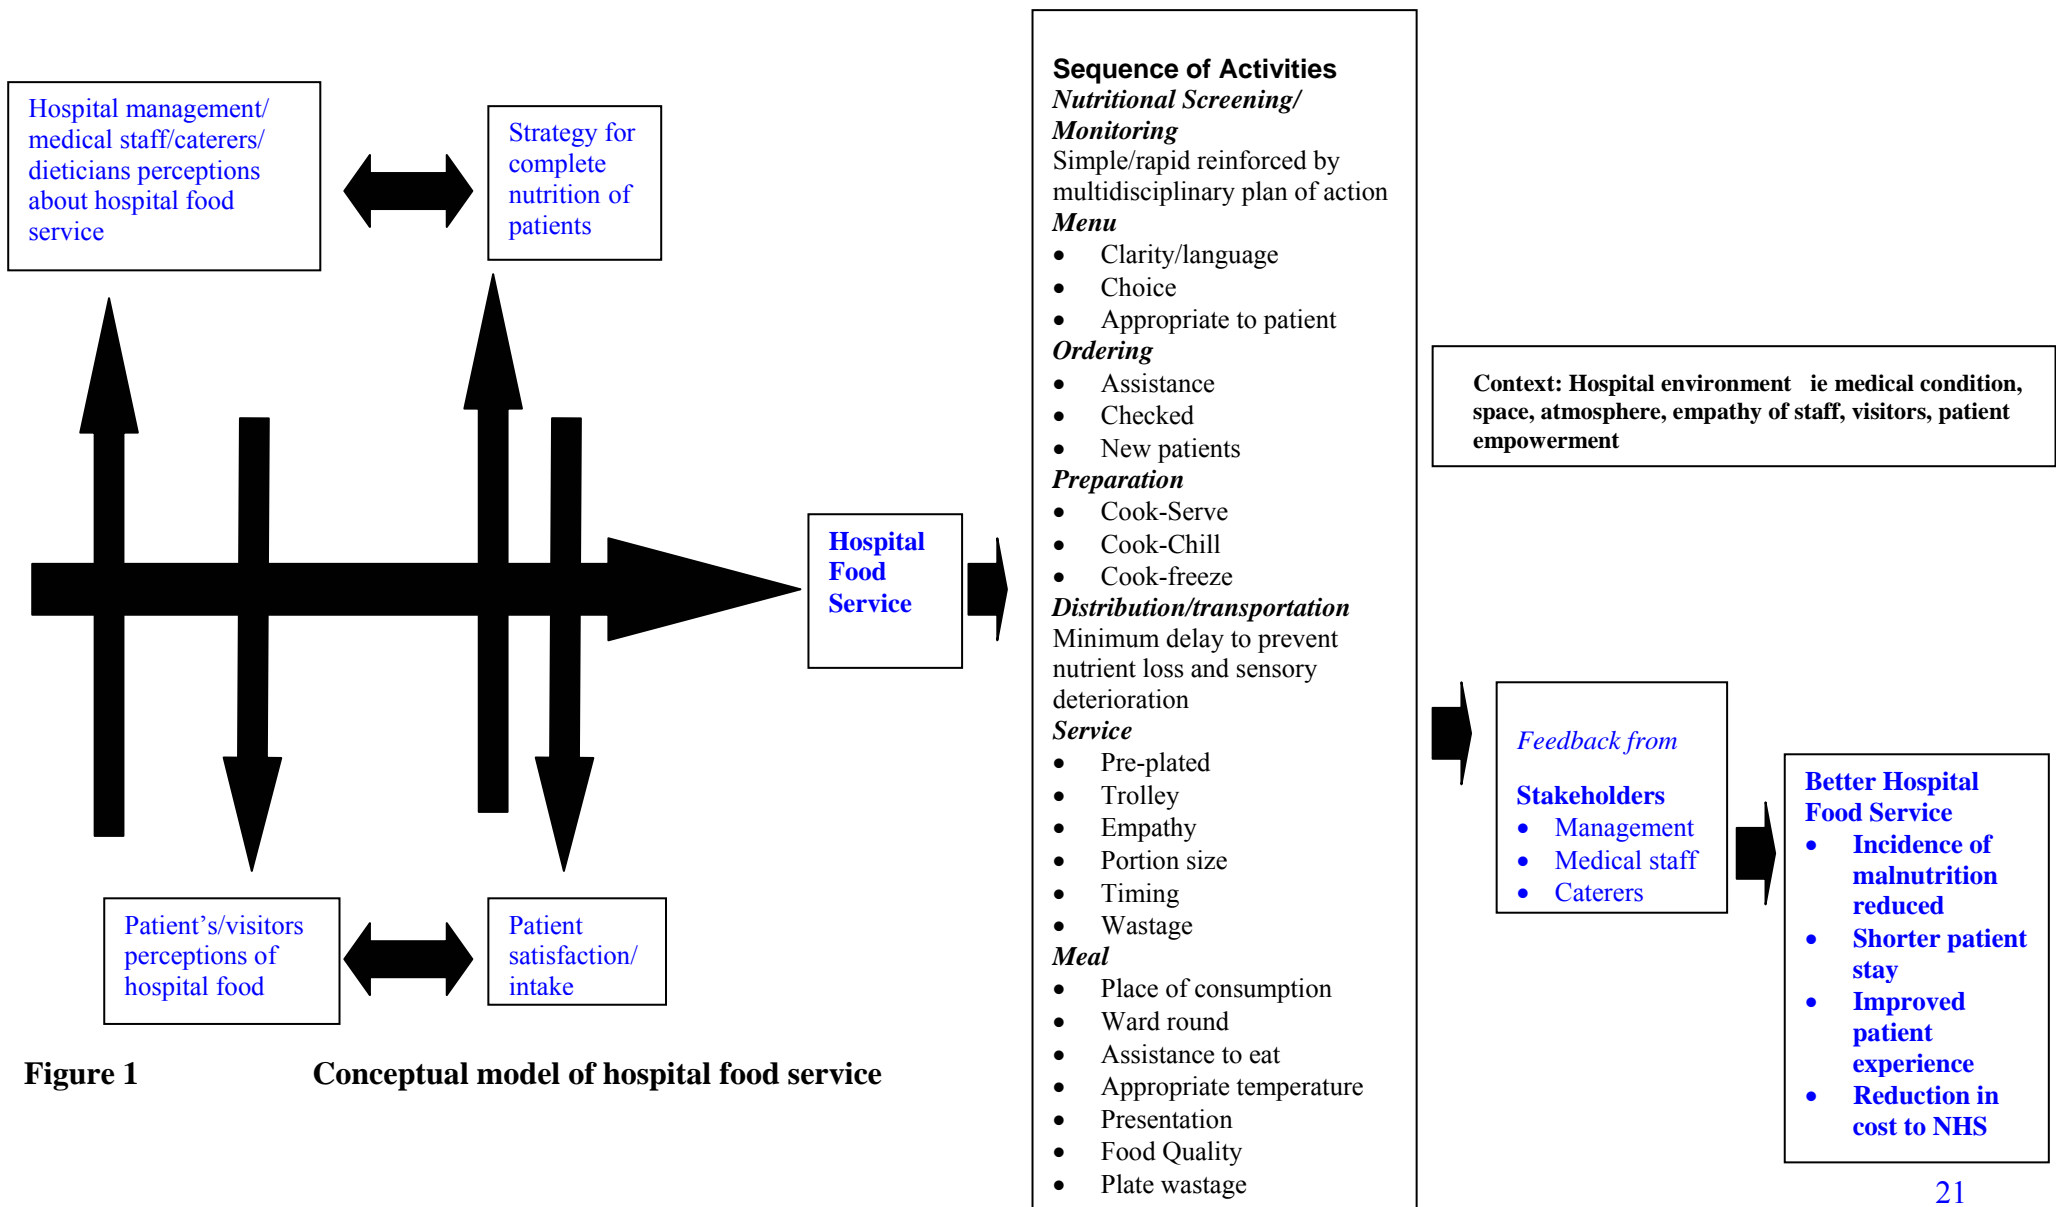 Hospital management/
medical staff/caterers/
dieticians perceptions
about hospital food
service
Strategy for
complete
nutrition of
patients
Patient’s/visitors
perceptions of
hospital food
Patient
satisfaction/
intake
Hospital
Food
Service
Sequence of Activities
Nutritional Screening/
Monitoring
Simple/rapid reinforced by
multidisciplinary plan of action
Menu
• Clarity/language
• Choice
• Appropriate to patient
Ordering
• Assistance
• Checked
• New patients
Preparation
• Cook-Serve
• Cook-Chill
• Cook-freeze
Distribution/transportation
Minimum delay to prevent
nutrient loss and sensory
deterioration
Service
• Pre-plated
• Trolley
• Empathy
• Portion size
• Timing
• Wastage
Meal
• Place of consumption
• Ward round
• Assistance to eat
• Appropriate temperature
• Presentation
• Food Quality
• Plate wastage
Context: Hospital environment ie medical condition,
space, atmosphere, empathy of staff, visitors, patient
empowerment
Feedback from
Stakeholders
• Management
• Medical staff
• Caterers
Better Hospital
Food Service
• Incidence of
malnutrition
reduced
• Shorter patient
stay
• Improved
patient
experience
• Reduction in
cost to NHS
Figure 1 Conceptual model of hospital food service
21